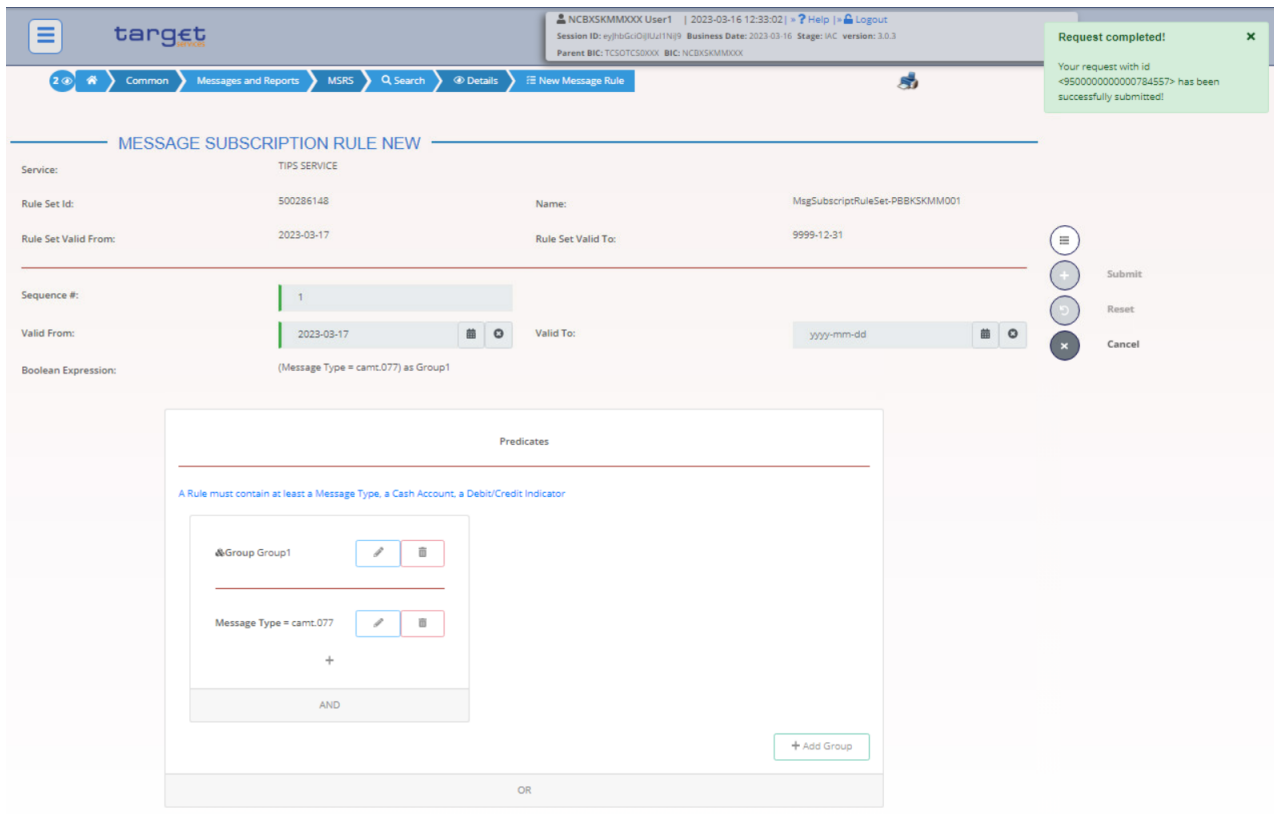 target
services
NCBXSKMMXXX User1 | 2023-03-16 12:33:02| » ? Help |» Logout
Business Date: 2023-03-16 Stage: IAC version: 3.0.3
Parent BIC: TCSOTCS0XXX BIC: NCBXSKMMXXX
Request completed! ×
Your request with id
<9500000000000784557> has been
successfully submitted!
2 Common Messages and Reports MSRS Search Details New Message Rule
MESSAGE SUBSCRIPTION RULE NEW
Service: TIPS SERVICE
Rule Set Id: 500286148 Name: MsgSubscriptRuleSet-PBBKSKMM001
Rule Set Valid From: 2023-03-17 Rule Set Valid To: 9999-12-31
Submit
Sequence #: 1
Reset
Valid From: 2023-03-17 Valid To: yyyy-mm-dd
Cancel
Boolean Expression: (Message Type = camt.077) as Group1
Predicates
A Rule must contain at least a Message Type, a Cash Account, a Debit/Credit Indicator
&Group Group1
Message Type = camt.077
+
AND
+ Add Group
OR